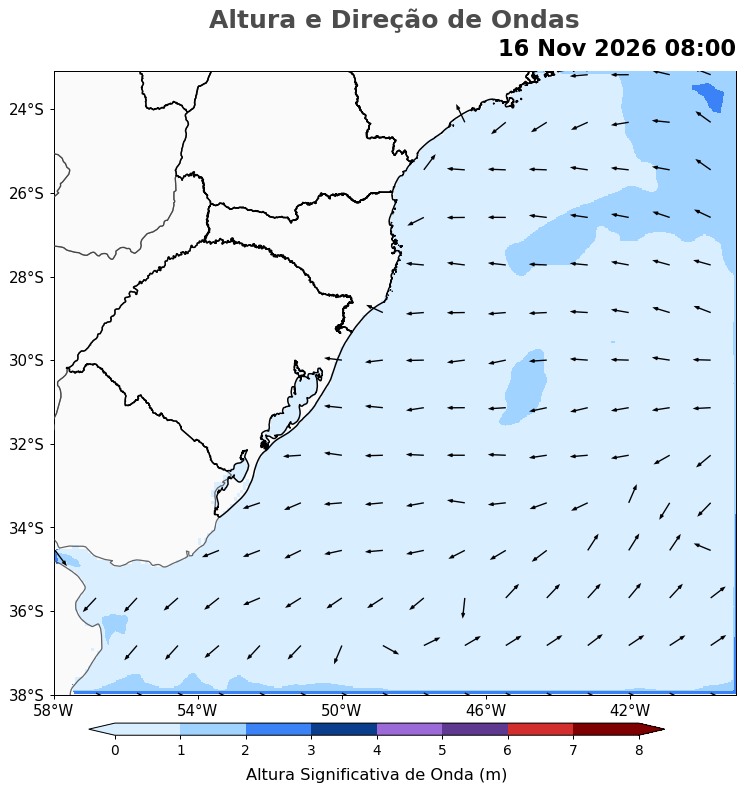 Altura e Direção de Ondas
16 Nov 2026 08:00
24°S
26°S
28°S
30°S
32°S
34°S
36°S
38°S
58°W 54°W 50°W 46°W 42°W
0 1 2 3 4 5 6 7 8
Altura Significativa de Onda (m)